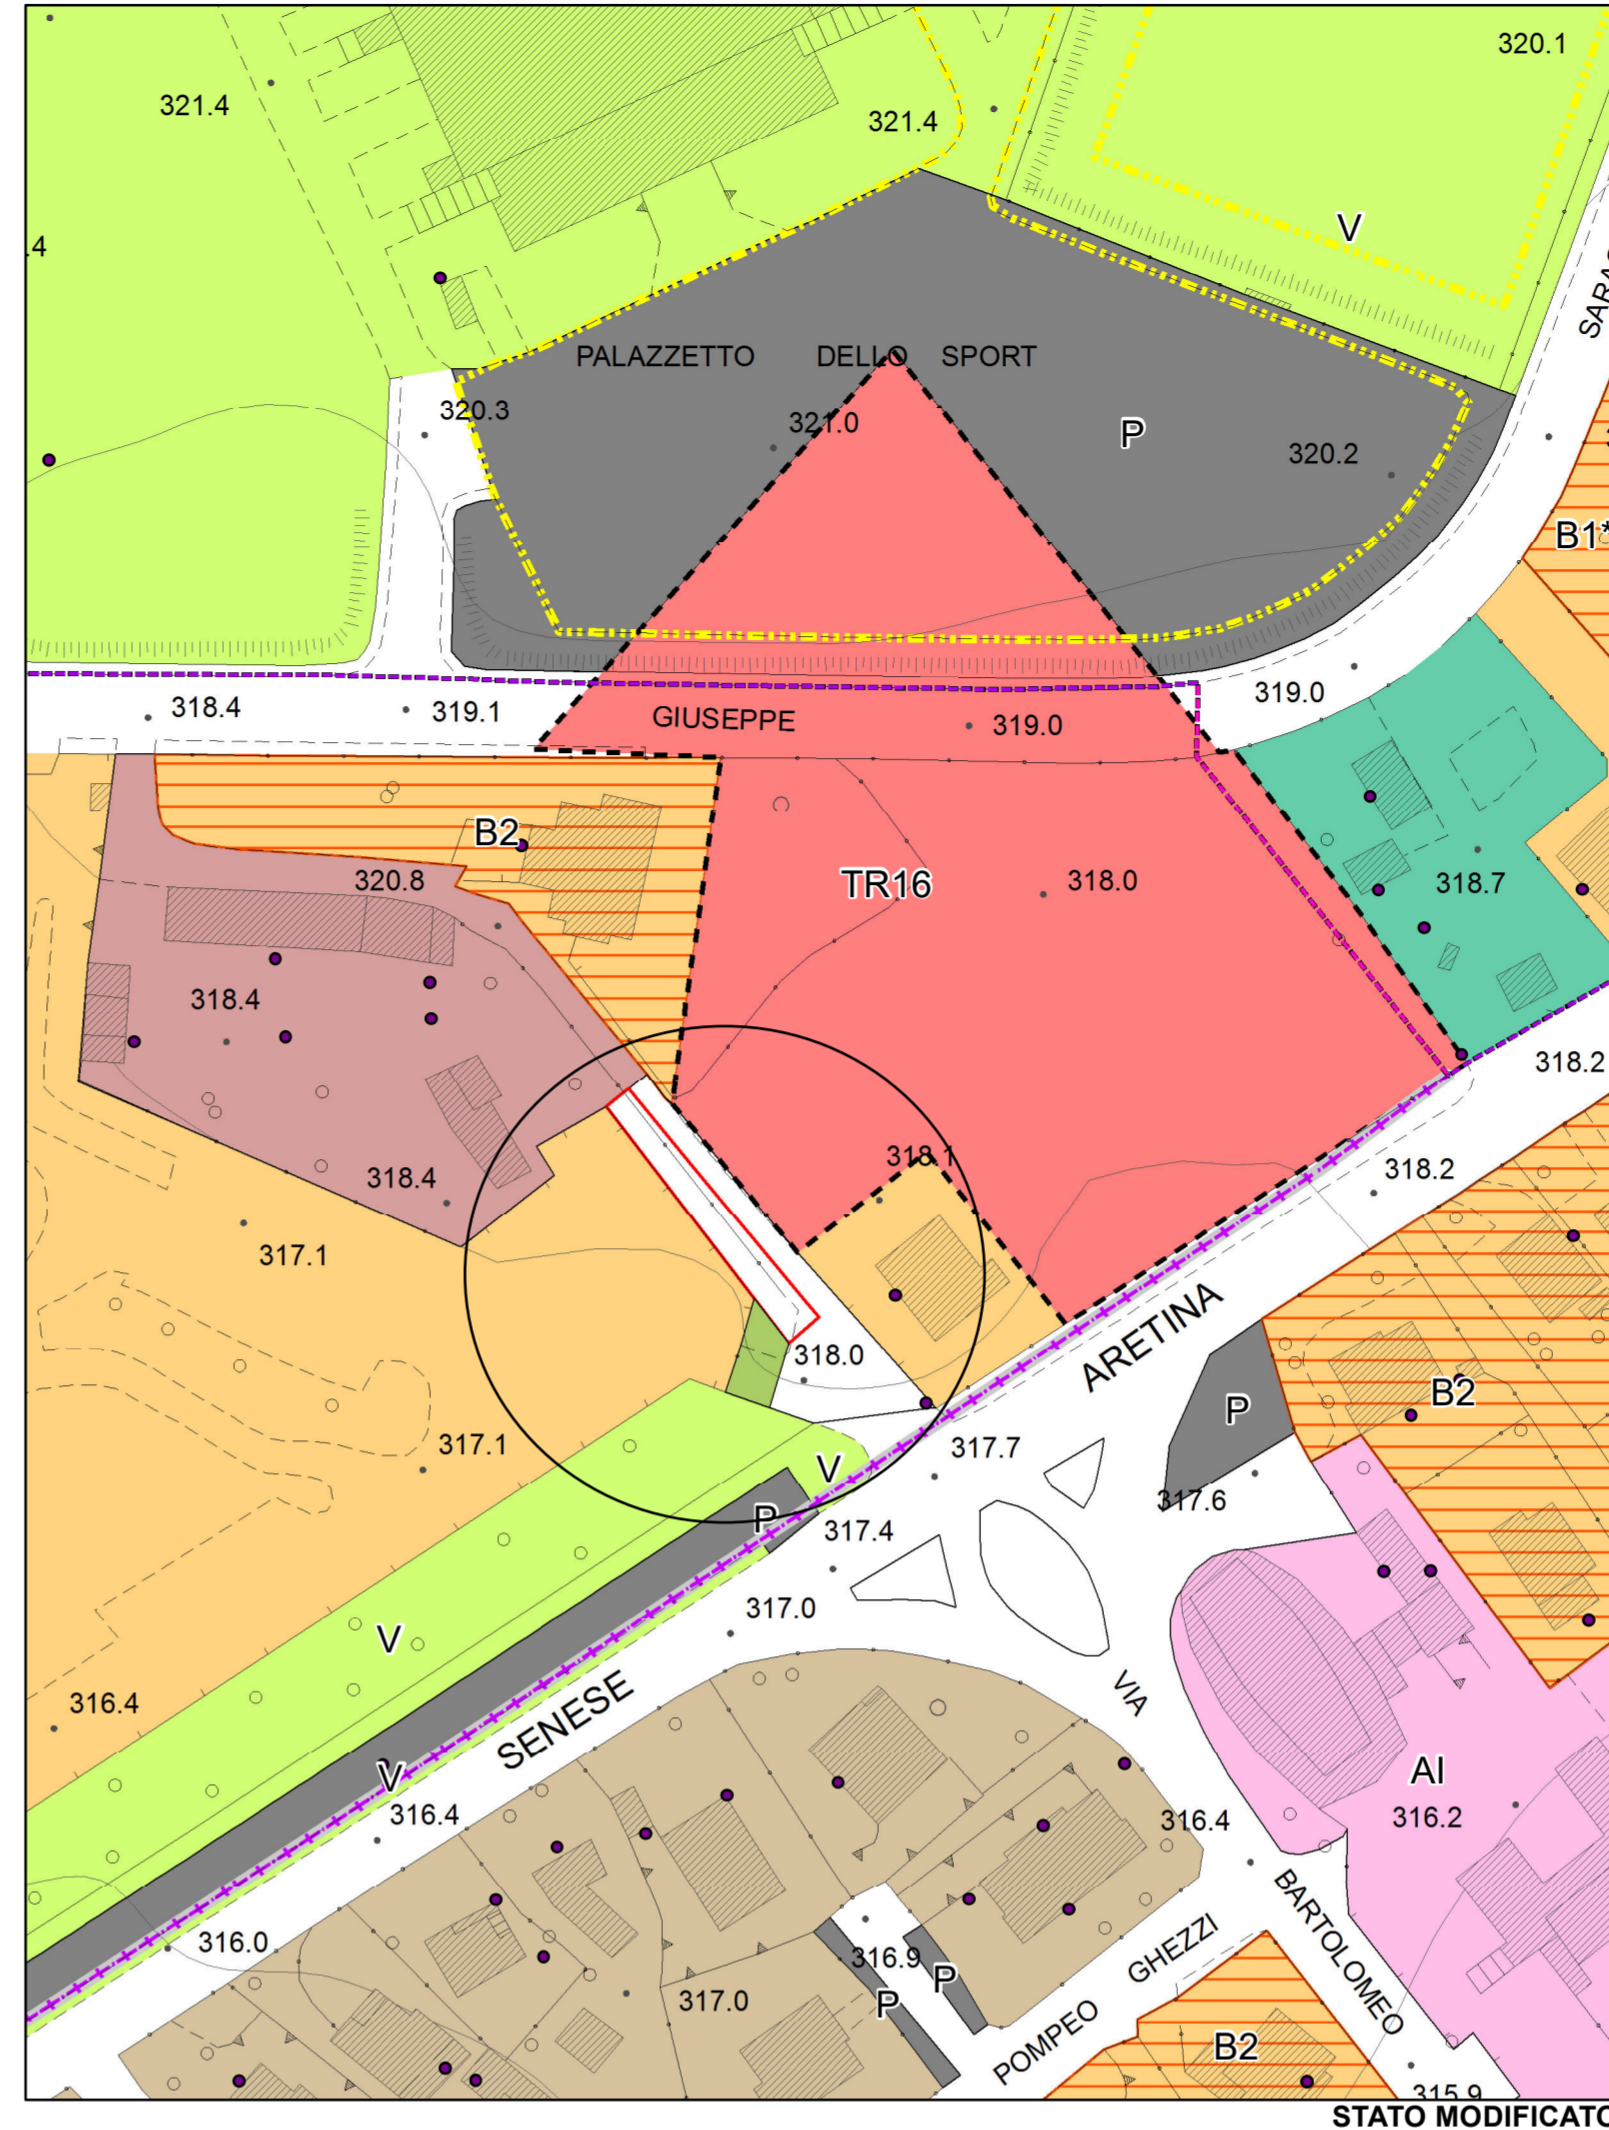 320.1
321.4
321.4
V
.4
PALAZZETTO DELLO SPORT
320.3
321.0
P
320.2
B1*
318.4
319.1
GIUSEPPE
319.0
319.0
B2
320.8
TR16
318.0
318.7
318.4
318.2
318.1
318.4
318.2
317.1
ARETINA
318.0
B2
P
317.1
317.7
V
317.6
P
317.4
317.0
V
VIA
316.4
SENESE
V
AI
316.4
316.4
316.2
316.0
BARTOLOMEO
316.9
GHEZZI
P
317.0
P
POMPEO
B2
315.9
STATO MODIFICATO